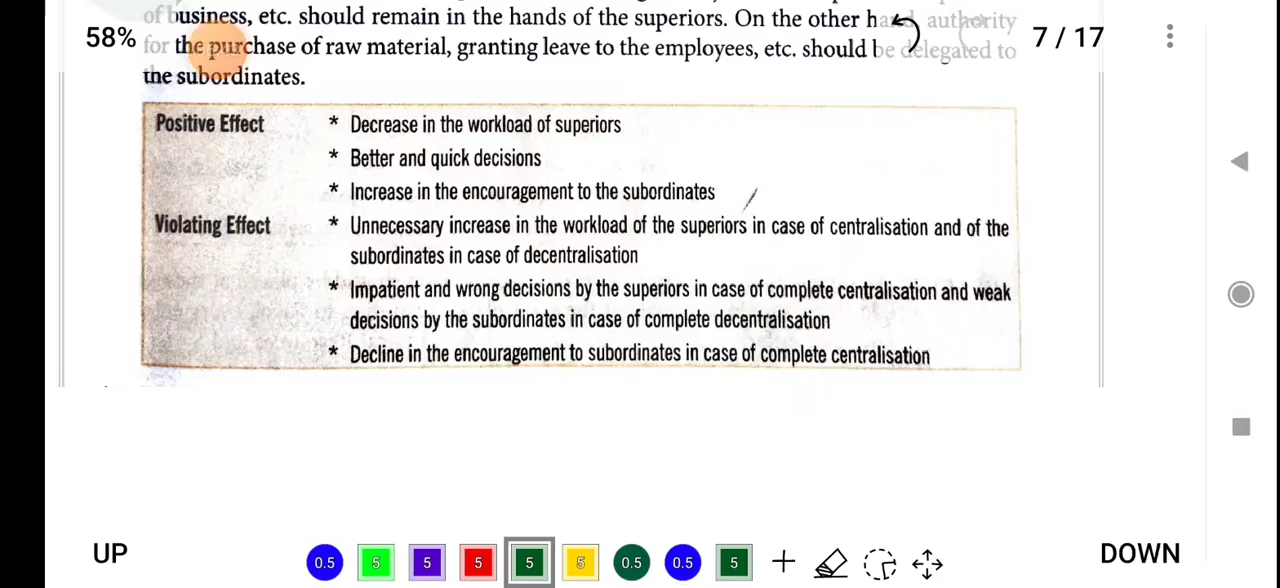 of business, etc. should remain in the hands of the superiors. On the other hand, authority
58% for the purchase of raw material, granting leave to the employees, etc. should be delegated to 7 / 17
the subordinates.
Positive Effect * Decrease in the workload of superiors
* Better and quick decisions
* Increase in the encouragement to the subordinates
Violating Effect * Unnecessary increase in the workload of the superiors in case of centralisation and of the
subordinates in case of decentralisation
* Impatient and wrong decisions by the superiors in case of complete centralisation and weak
decisions by the subordinates in case of complete decentralisation
* Decline in the encouragement to subordinates in case of complete centralisation
UP 0.5 5 5 5 5 5 0.5 0.5 5 DOWN